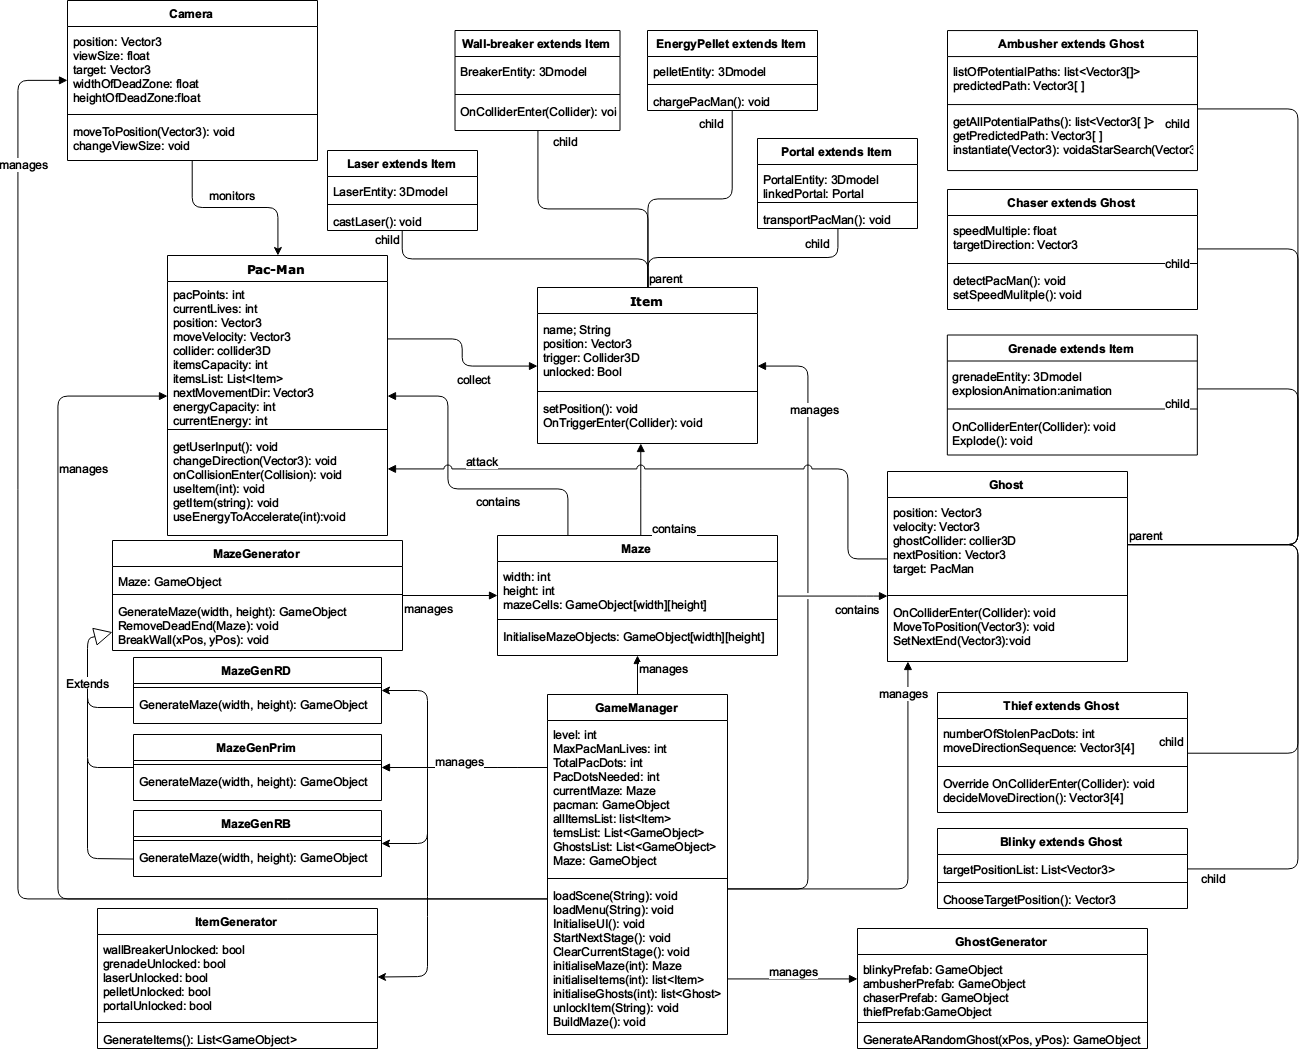 Camera
position: Vector3
viewSize: float
target: Vector3
widthOfDeadZone: float
heightOfDeadZone:float
moveToPosition(Vector3): void
changeViewSize: void
manages
monitors
Wall-breaker extends Item
BreakerEntity: 3Dmodel
OnColliderEnter(Collider): voi
child
EnergyPellet extends Item
pelletEntity: 3Dmodel
chargePacMan(): void
child
Laser extends Item
LaserEntity: 3Dmodel
castLaser(): void
child
Portal extends Item
PortalEntity: 3Dmodel
linkedPortal: Portal
transportPacMan(): void
child
parent
Ambusher extends Ghost
listOfPotentialPaths: list<Vector3[]>
predictedPath: Vector3[ ]
getAllPotentialPaths(): list<Vector3[ ]>
getPredictedPath: Vector3[ ]
instantiate(Vector3): voidaStarSearch(Vector3
child
Chaser extends Ghost
speedMultiple: float
targetDirection: Vector3
child
detectPacMan(): void
setSpeedMulitple(): void
Grenade extends Item
grenadeEntity: 3Dmodel
explosionAnimation:animation
child
OnColliderEnter(Collider): void
Explode(): void
Pac-Man
pacPoints: int
currentLives: int
position: Vector3
moveVelocity: Vector3
collider: collider3D
itemsCapacity: int
itemsList: List<Item>
nextMovementDir: Vector3
energyCapacity: int
currentEnergy: int
getUserInput(): void
changeDirection(Vector3): void
onCollisionEnter(Collision): void
useItem(int): void
getItem(string): void
useEnergyToAccelerate(int):void
manages
collect
attack
contains
Item
name; String
position: Vector3
trigger: Collider3D
unlocked: Bool
setPosition(): void
OnTriggerEnter(Collider): void
manages
contains
Ghost
position: Vector3
velocity: Vector3
ghostCollider: collier3D
nextPosition: Vector3
target: PacMan
OnColliderEnter(Collider): void
MoveToPosition(Vector3): void
SetNextEnd(Vector3):void
parent
manages
MazeGenerator
Maze: GameObject
GenerateMaze(width, height): GameObject
RemoveDeadEnd(Maze): void
BreakWall(xPos, yPos): void
manages
Maze
width: int
height: int
mazeCells: GameObject[width][height]
InitialiseMazeObjects: GameObject[width][height]
contains
manages
Extends
MazeGenRD
GenerateMaze(width, height): GameObject
MazeGenPrim
GenerateMaze(width, height): GameObject
MazeGenRB
GenerateMaze(width, height): GameObject
manages
GameManager
level: int
MaxPacManLives: int
TotalPacDots: int
PacDotsNeeded: int
currentMaze: Maze
pacman: GameObject
allItemsList: list<Item>
temsList: List<GameObject>
GhostsList: List<GameObject>
Maze: GameObject
loadScene(String): void
loadMenu(String): void
InitialiseUI(): void
StartNextStage(): void
ClearCurrentStage(): void
initialiseMaze(int): Maze
initialiseItems(int): list<Item>
initialiseGhosts(int): list<Ghost>
unlockItem(String): void
BuildMaze(): void
Thief extends Ghost
numberOfStolenPacDots: int
moveDirectionSequence: Vector3[4]
child
Override OnColliderEnter(Collider): void
decideMoveDirection(): Vector3[4]
Blinky extends Ghost
targetPositionList: List<Vector3>
child
ChooseTargetPosition(): Vector3
ItemGenerator
wallBreakerUnlocked: bool
grenadeUnlocked: bool
laserUnlocked: bool
pelletUnlocked: bool
portalUnlocked: bool
GenerateItems(): List<GameObject>
manages
GhostGenerator
blinkyPrefab: GameObject
ambusherPrefab: GameObject
chaserPrefab: GameObject
thiefPrefab:GameObject
GenerateARandomGhost(xPos, yPos): GameObject